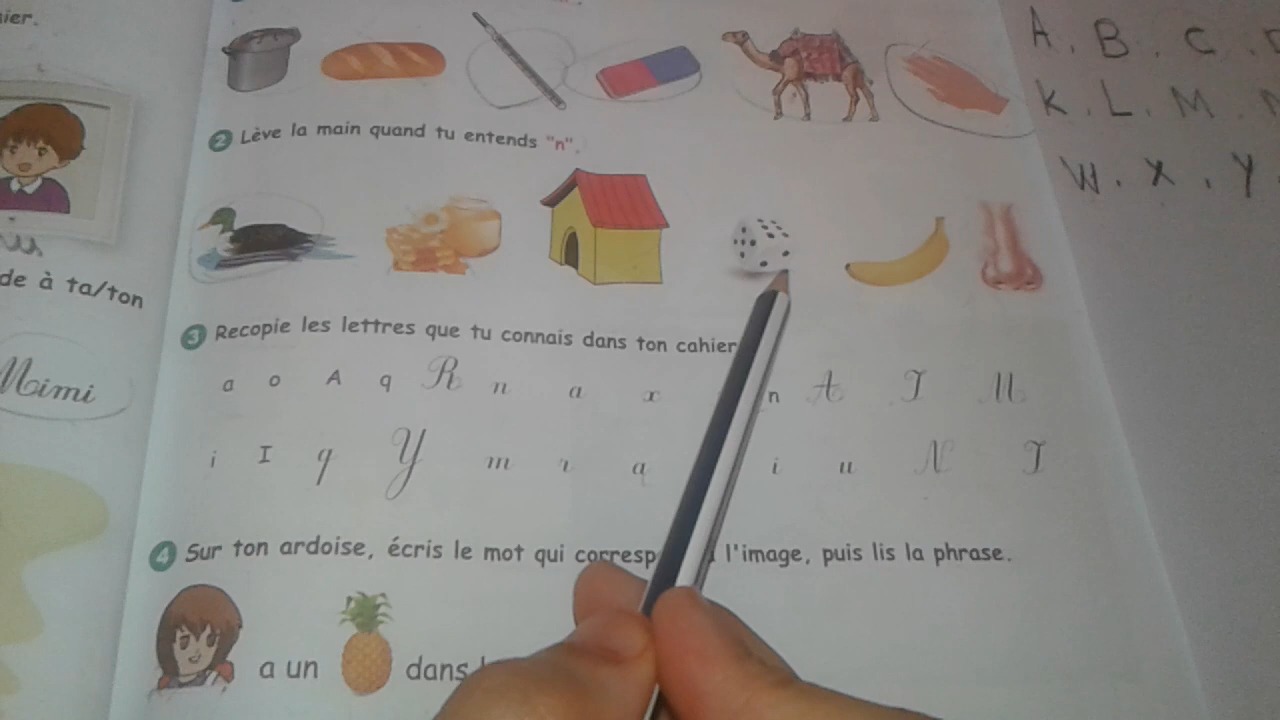 ier.
de à ta/ton
Mimi
2 Lève la main quand tu entends "n".
3 Recopie les lettres que tu connais dans ton cahier
a o A q R n a x n A I M
i I q Y m r q i u N I
4 Sur ton ardoise, écris le mot qui corresp l'image, puis lis la phrase.
a un dans
A. B. C.
K. L. M.
W. X. Y